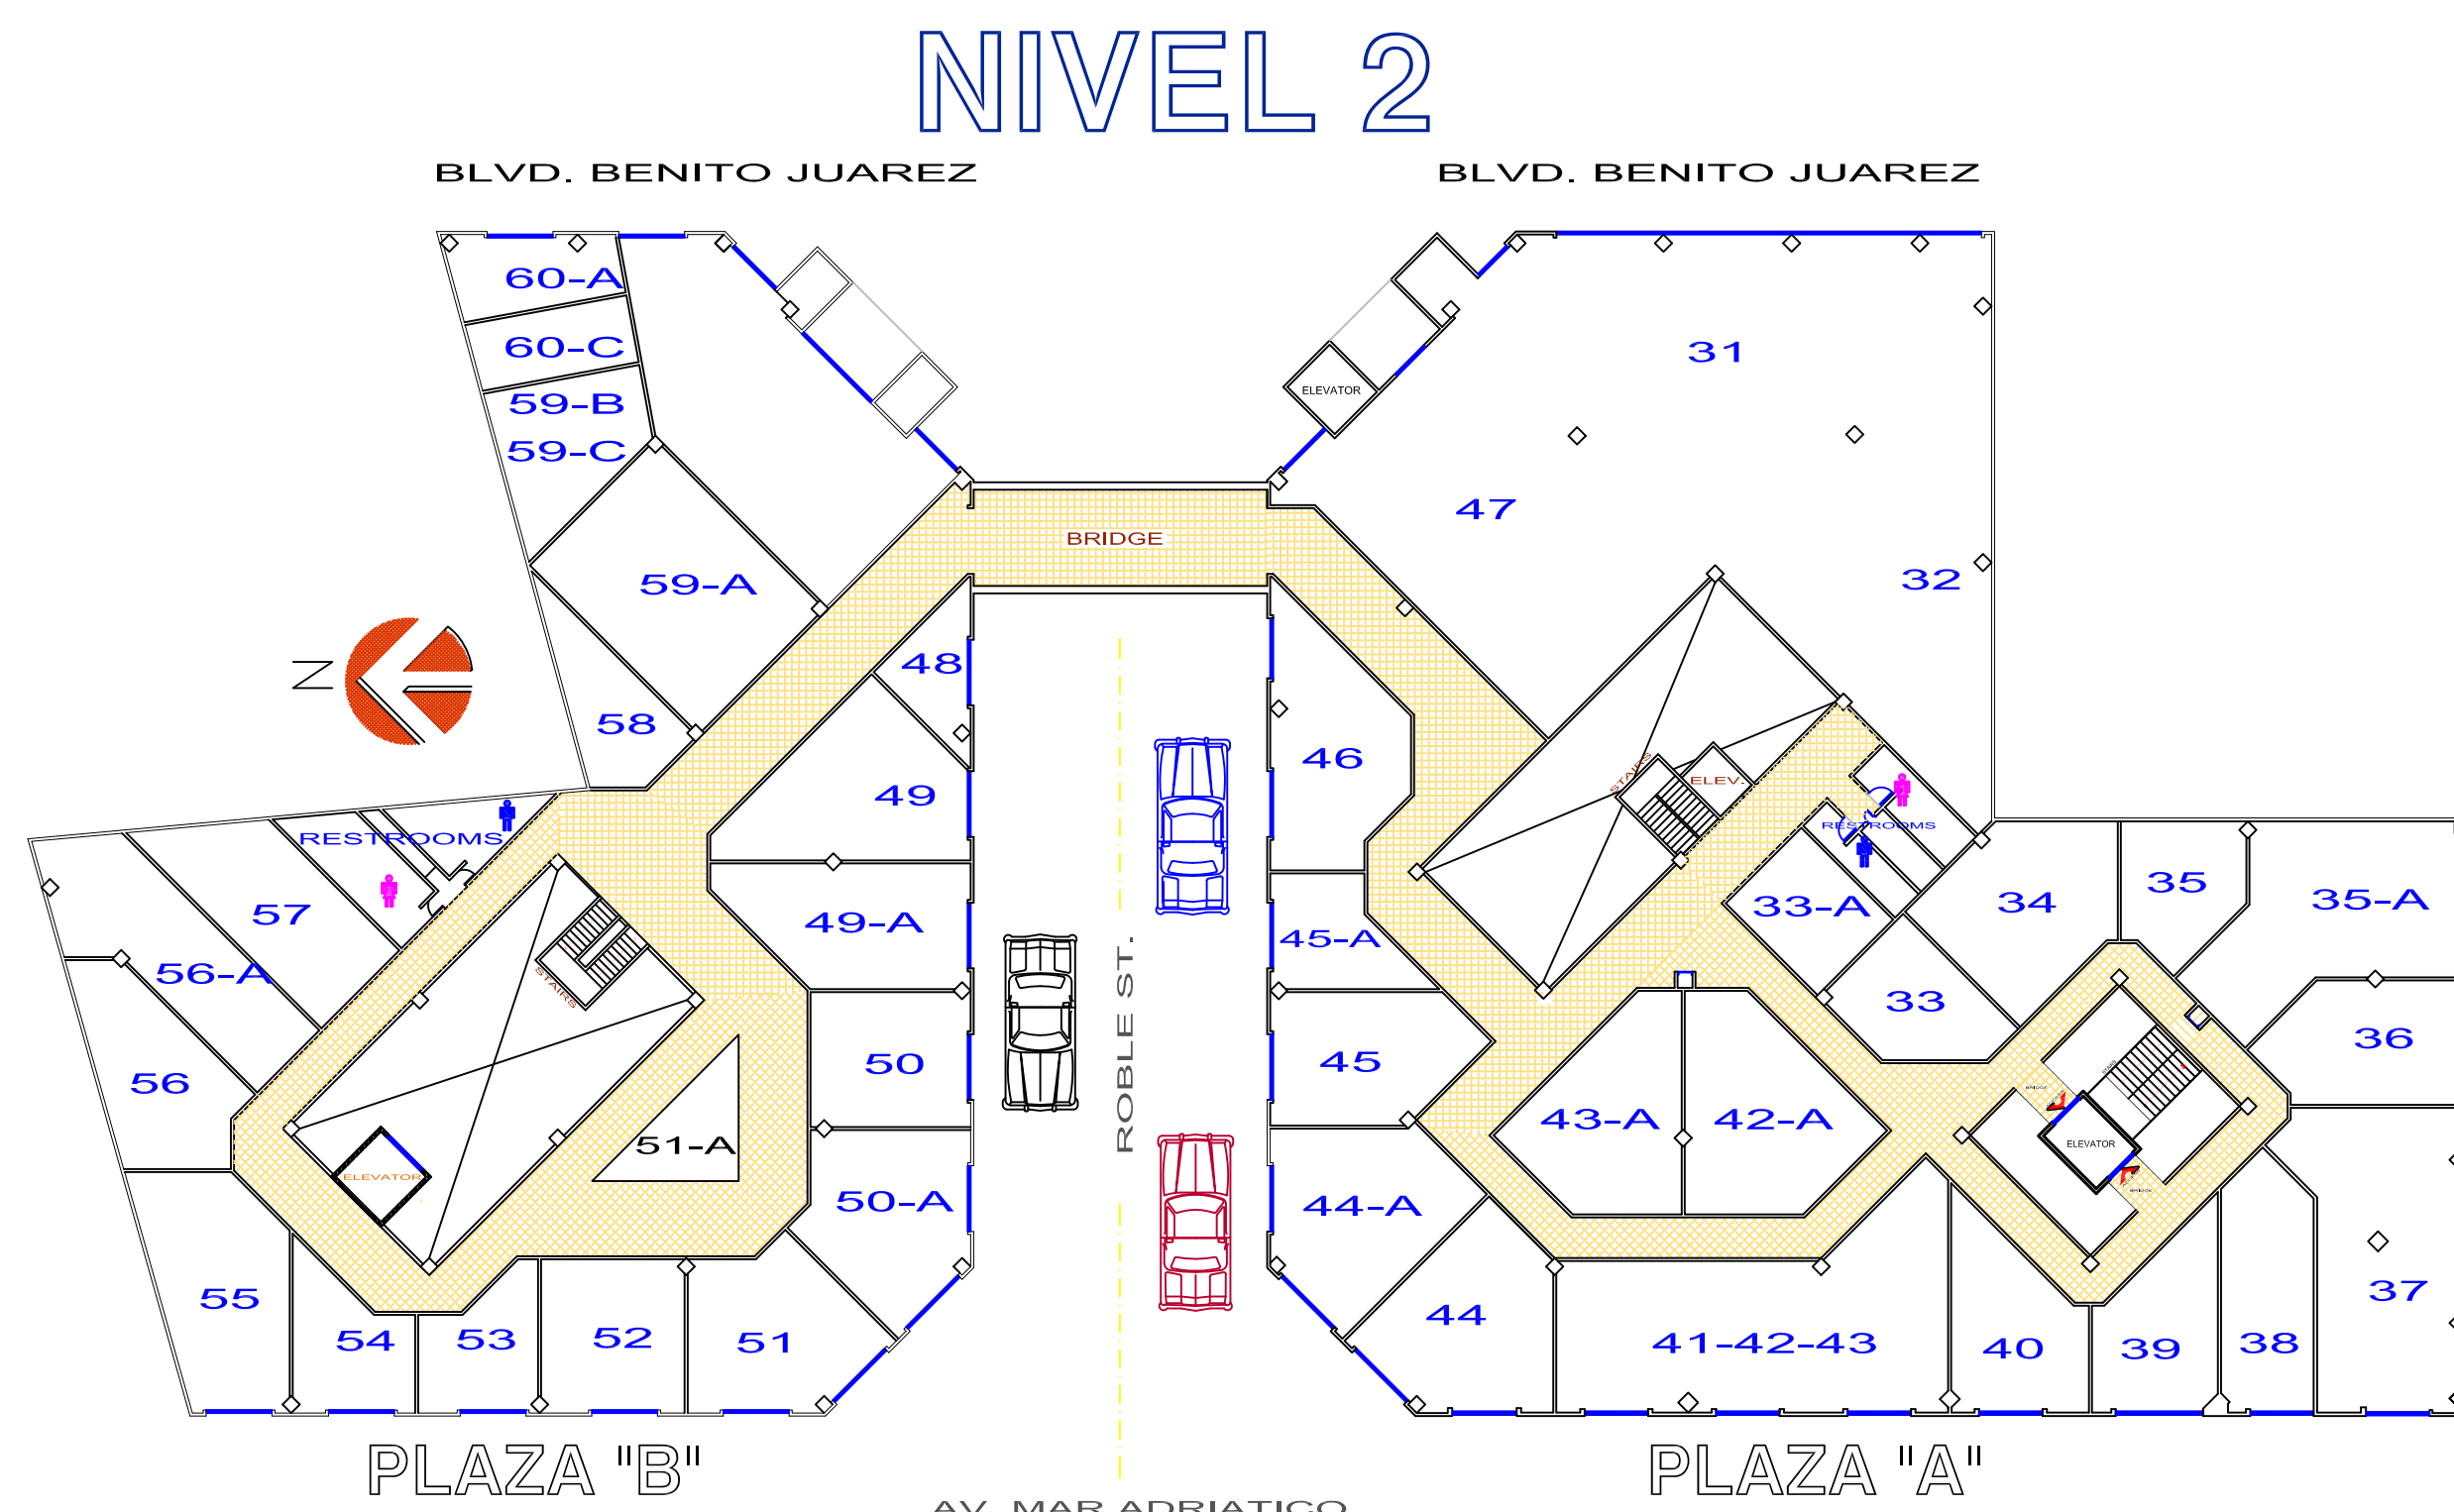 NIVEL 2
BLVD. BENITO JUAREZ
BLVD. BENITO JUAREZ
60-A
60-C
59-B
59-C
59-A
58
N
RESTROOMS
57
56-A
56
55
54
53
52
51
51-A
50-A
50
49-A
49
48
STAIRS
ELEVATOR
BRIDGE
ROBLE ST.
ELEVATOR
31
47
32
46
45-A
45
44-A
44
STAIRS
ELEV.
RESTROOMS
33-A
33
34
35
35-A
36
37
38
39
40
41-42-43
43-A
42-A
STAIRS
BRIDGE
ELEVATOR
BRIDGE
PLAZA "B"
PLAZA "A"
AV. MAR ADRIATICO